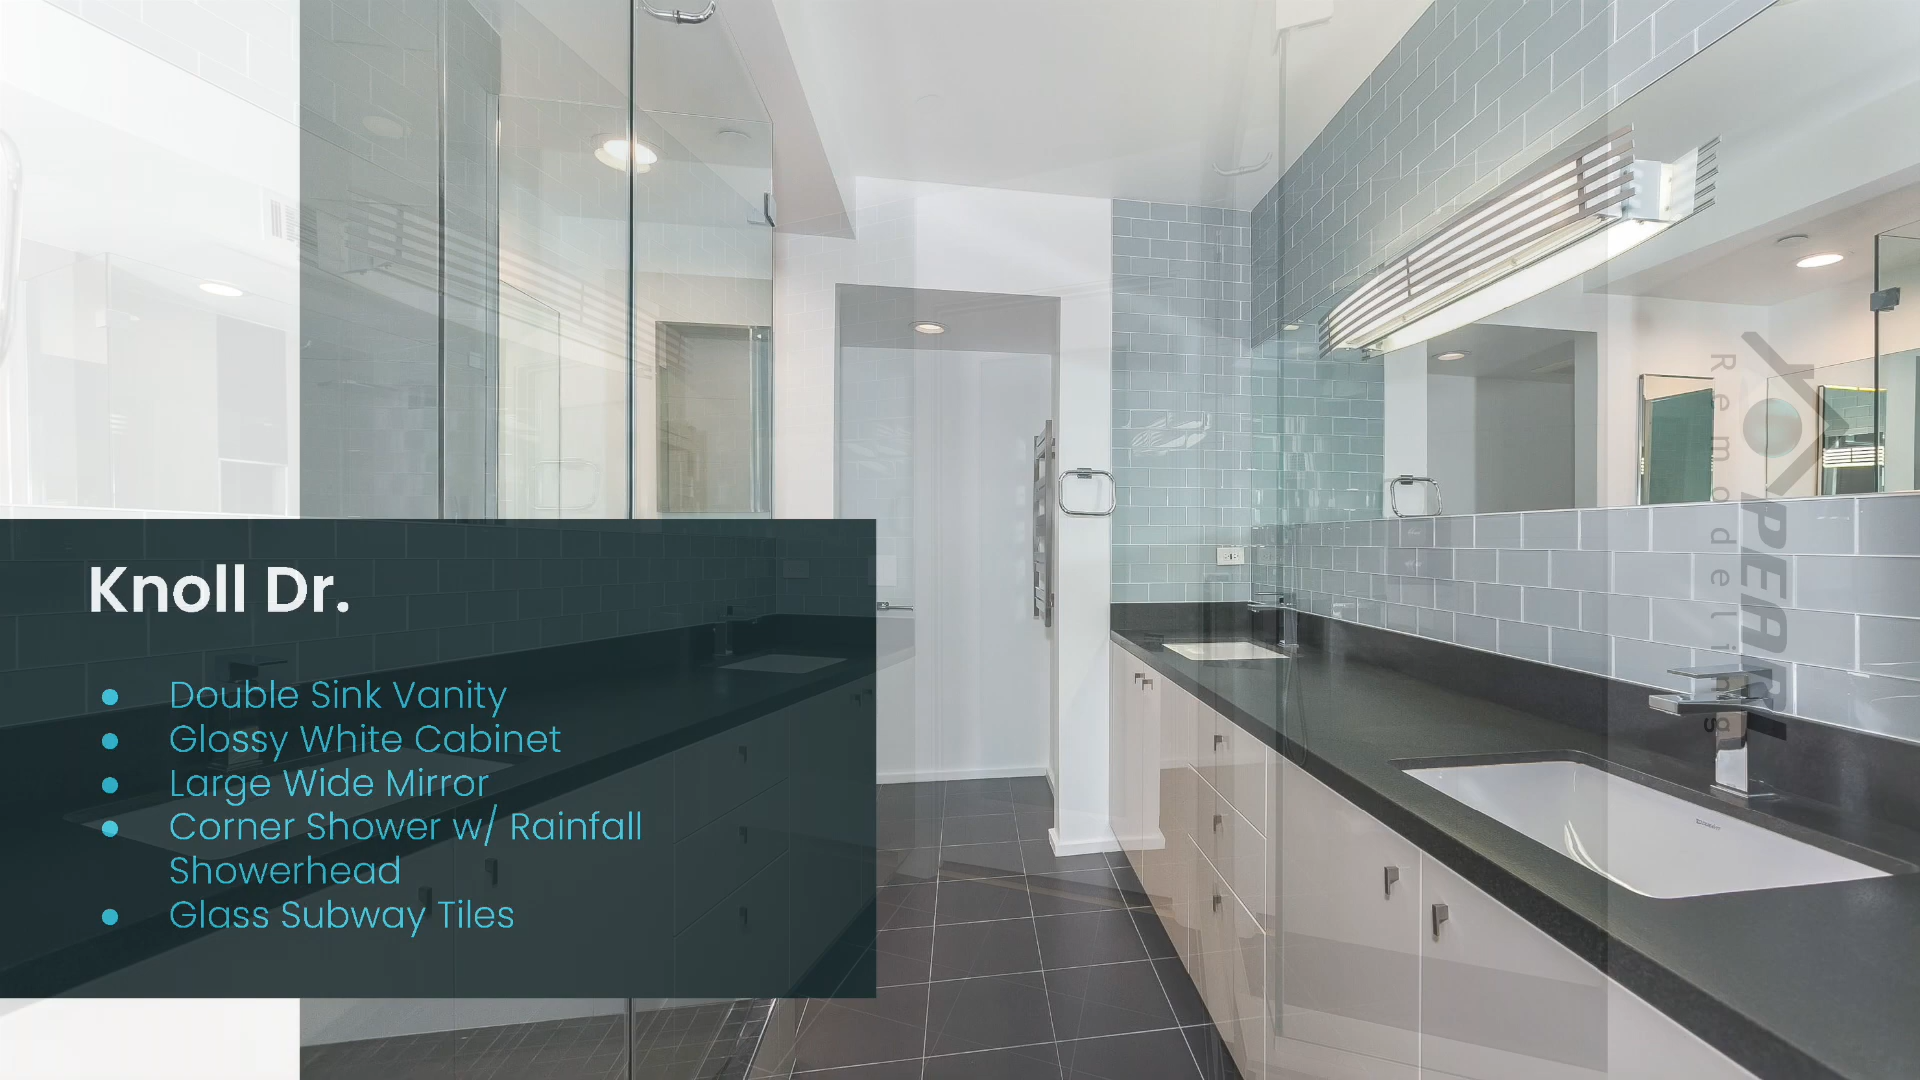 Knoll Dr.
● Double Sink Vanity
● Glossy White Cabinet
● Large Wide Mirror
● Corner Shower w/ Rainfall
Showerhead
● Glass Subway Tiles
YOPEARL
Remodeling